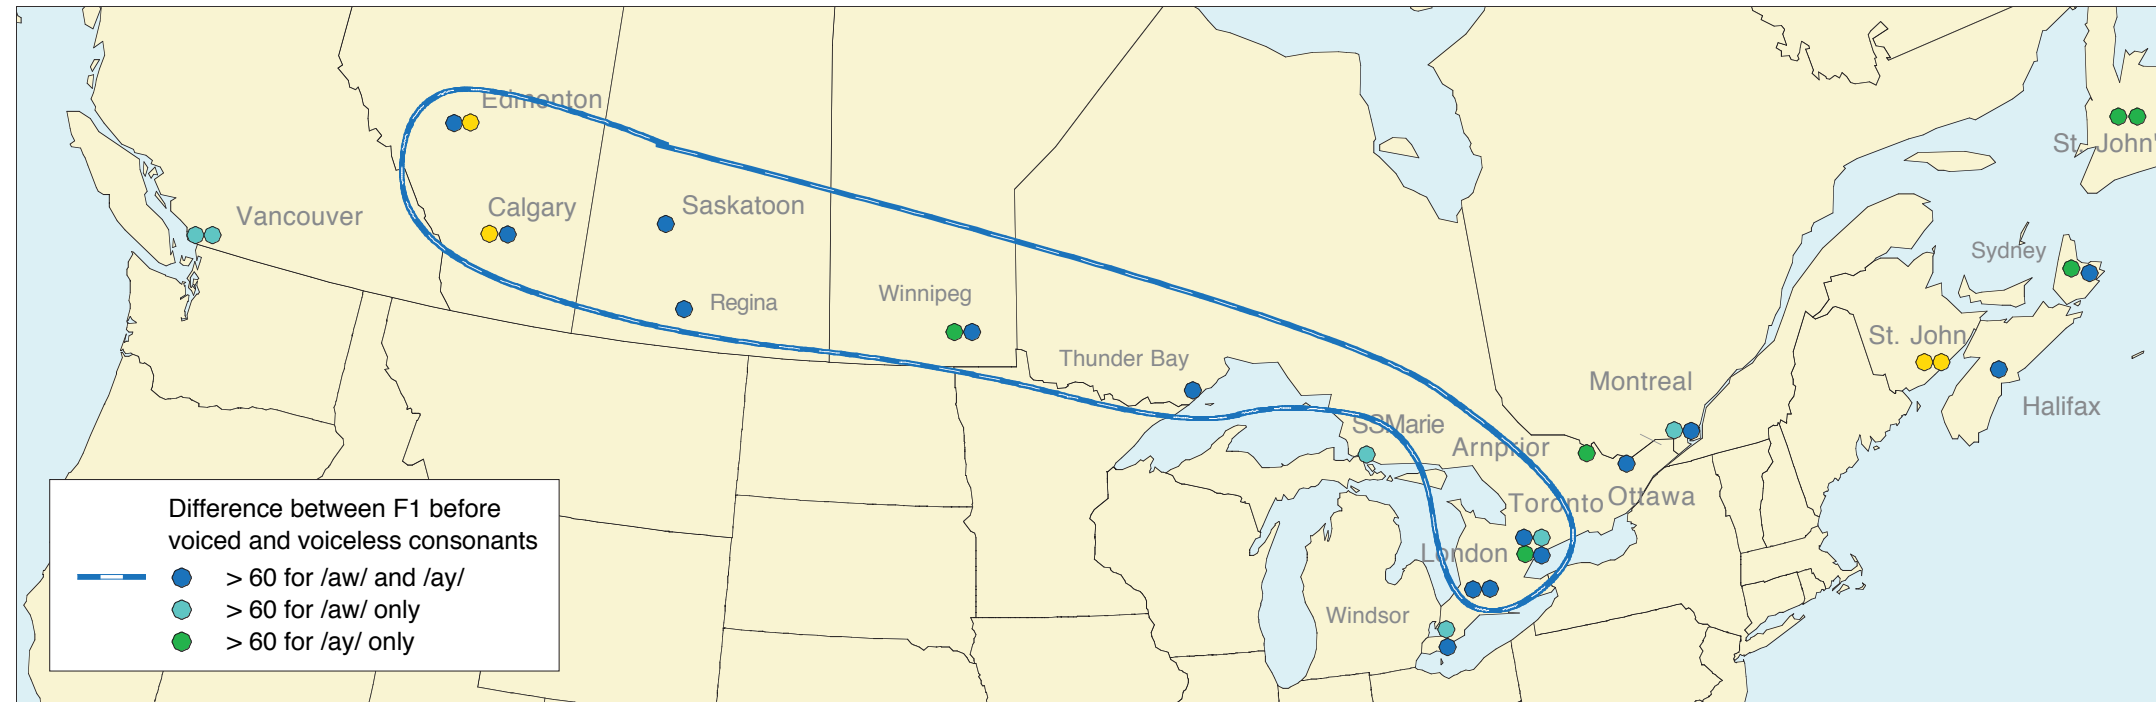 Edmonton
St. John'
Saskatoon
Calgary
Vancouver
Sydney
Winnipeg
Regina
St. John
Thunder Bay
Montreal
Halifax
SSMarie
Arnprior
Toronto
Ottawa
London
Windsor
Difference between F1 before
voiced and voiceless consonants
> 60 for /aw/ and /ay/
> 60 for /aw/ only
> 60 for /ay/ only